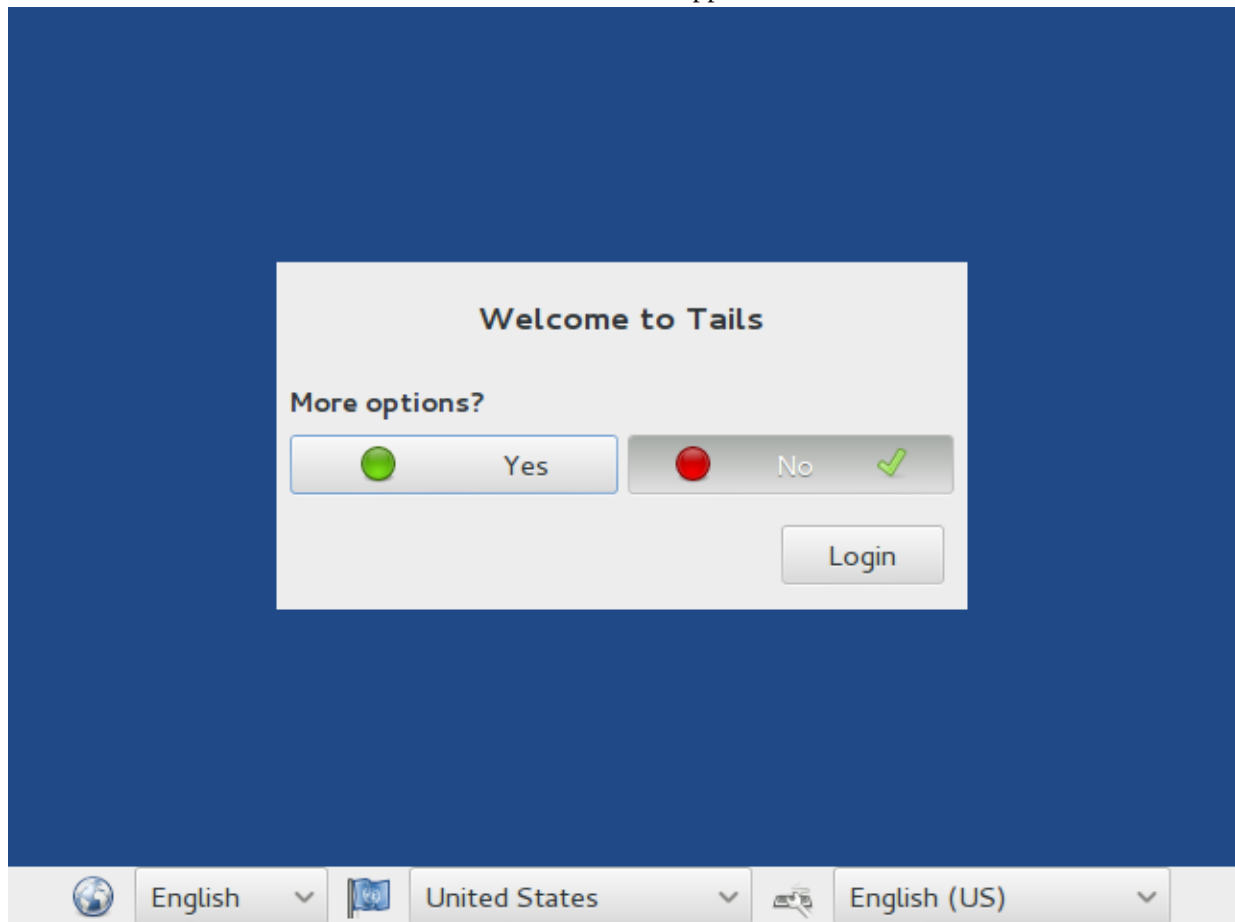 Welcome to Tails
More options?
Yes No
Login
English United States English (US)